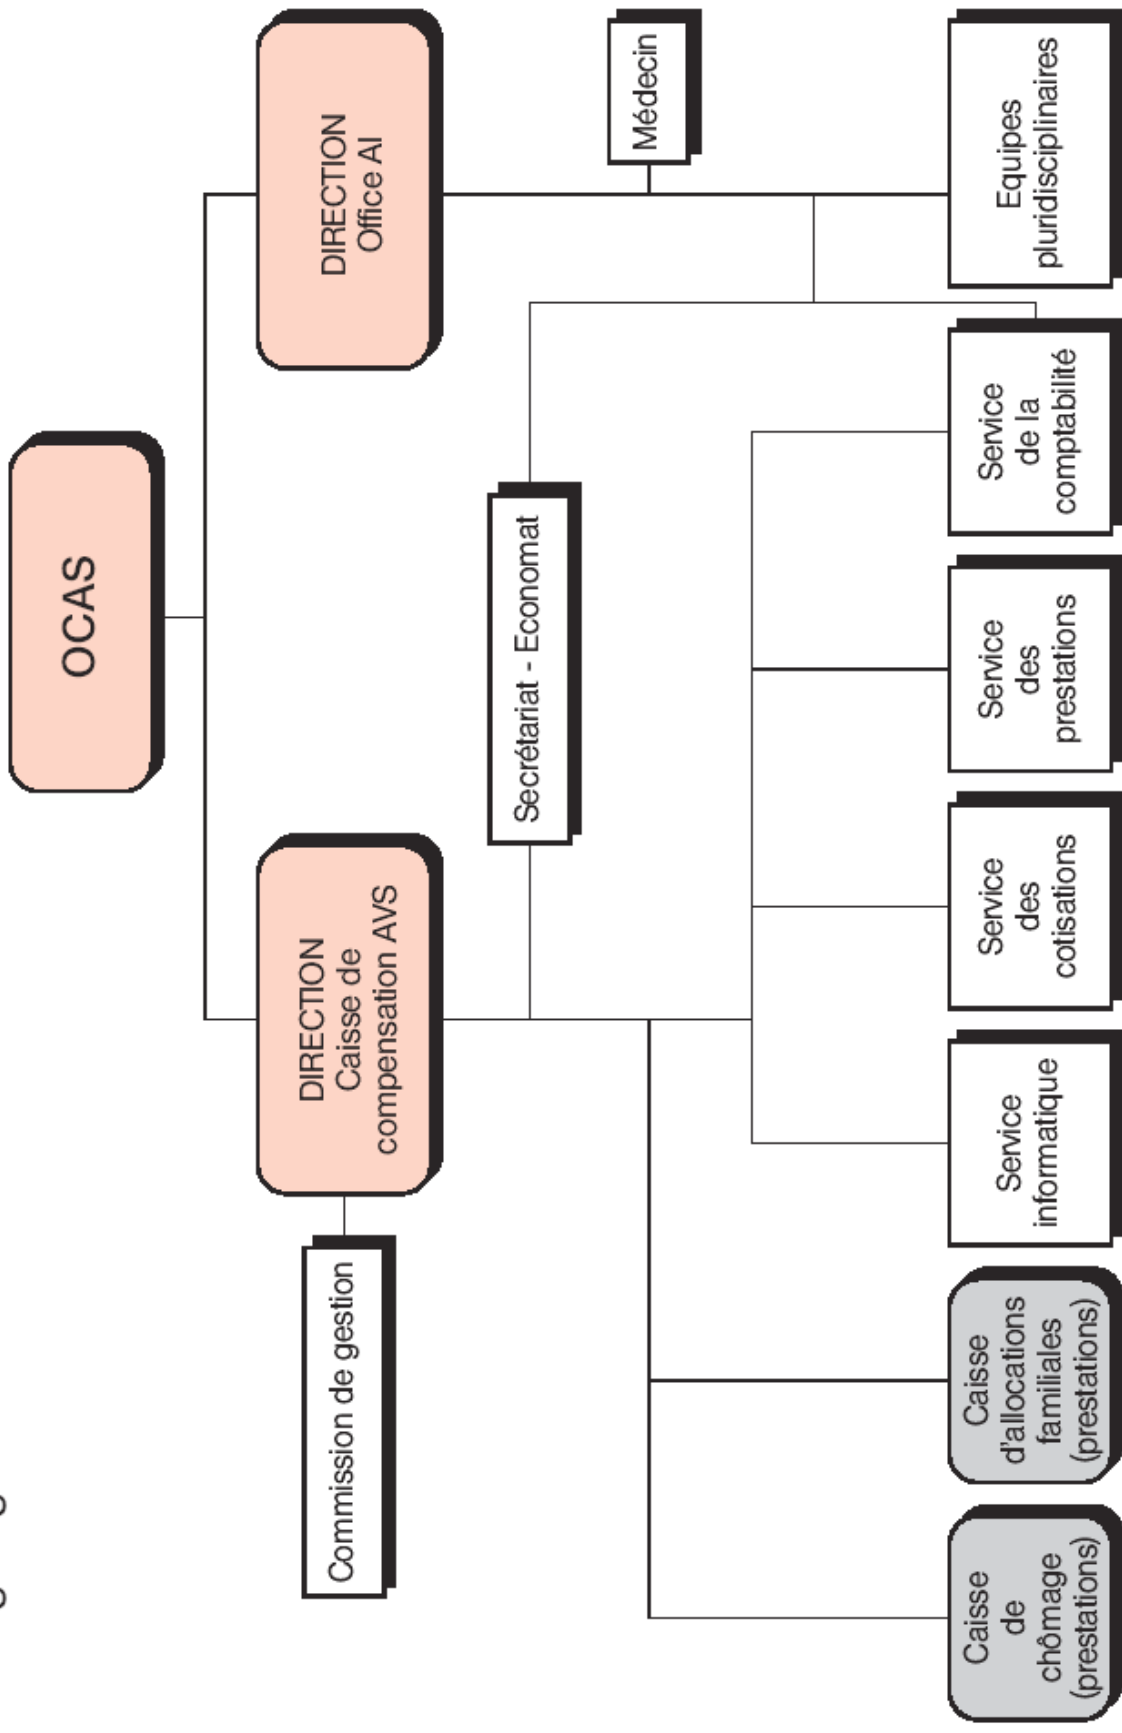 OCAS
DIRECTION
Caisse de
compensation AVS
DIRECTION
Office AI
Commission de gestion
Secrétariat - Economat
Médecin
Caisse
de
chômage
(prestations)
Caisse
d'allocations
familiales
(prestations)
Service
informatique
Service
des
cotisations
Service
des
prestations
Service
de la
comptabilité
Equipes
pluridisciplinaires